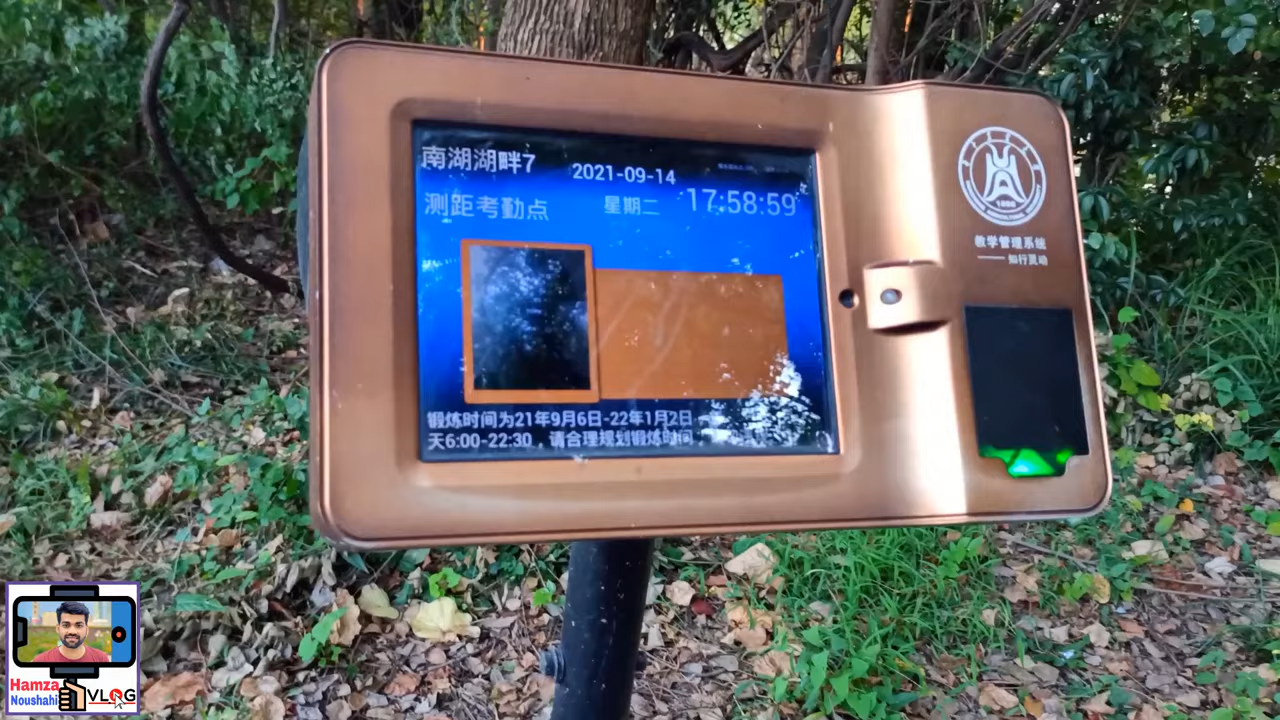 南湖湖畔7
2021-09-14
测距考勤点
星期二
17:58:59
锻炼时间为21年9月6日-22年1月2日
天6:00-22:30，请合理规划锻炼时间
1898
教学管理系统
—— 知行灵动
Hamza
Noushahi
VLOG